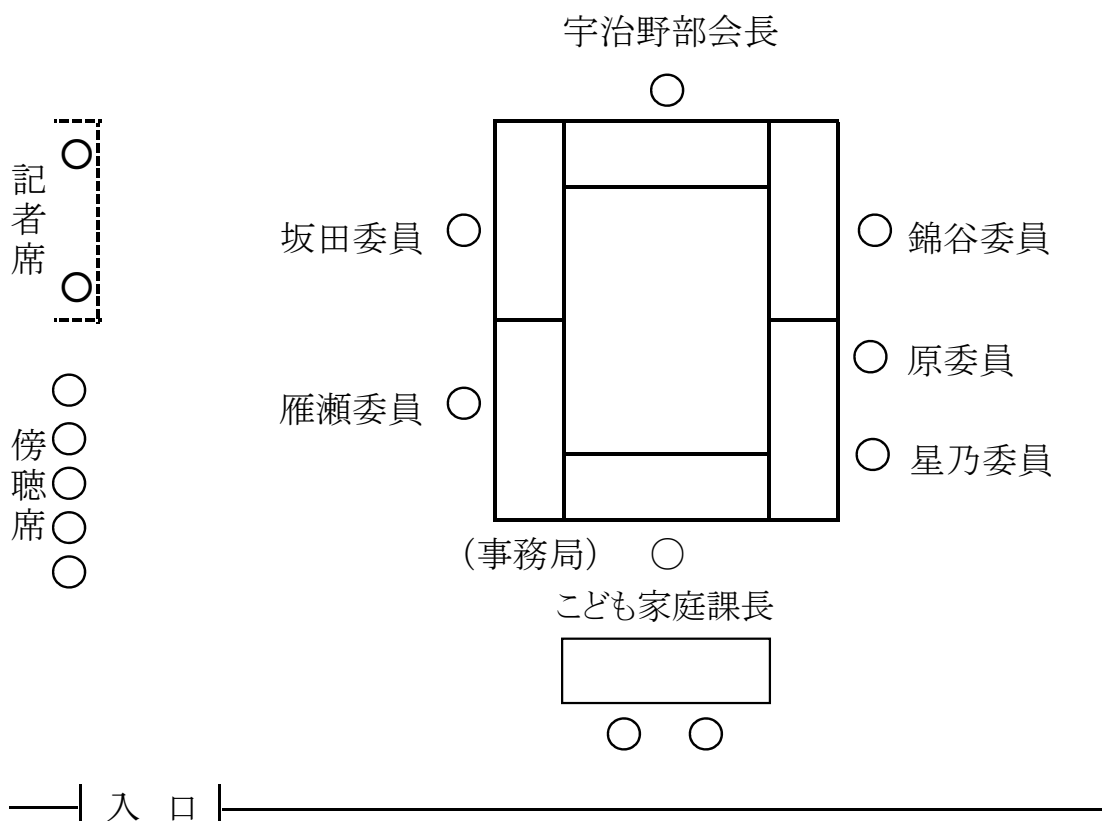 宇治野部会長
記者席
坂田委員
錦谷委員
原委員
雁瀬委員
星乃委員
傍聴席
(事務局)
こども家庭課長
入 口